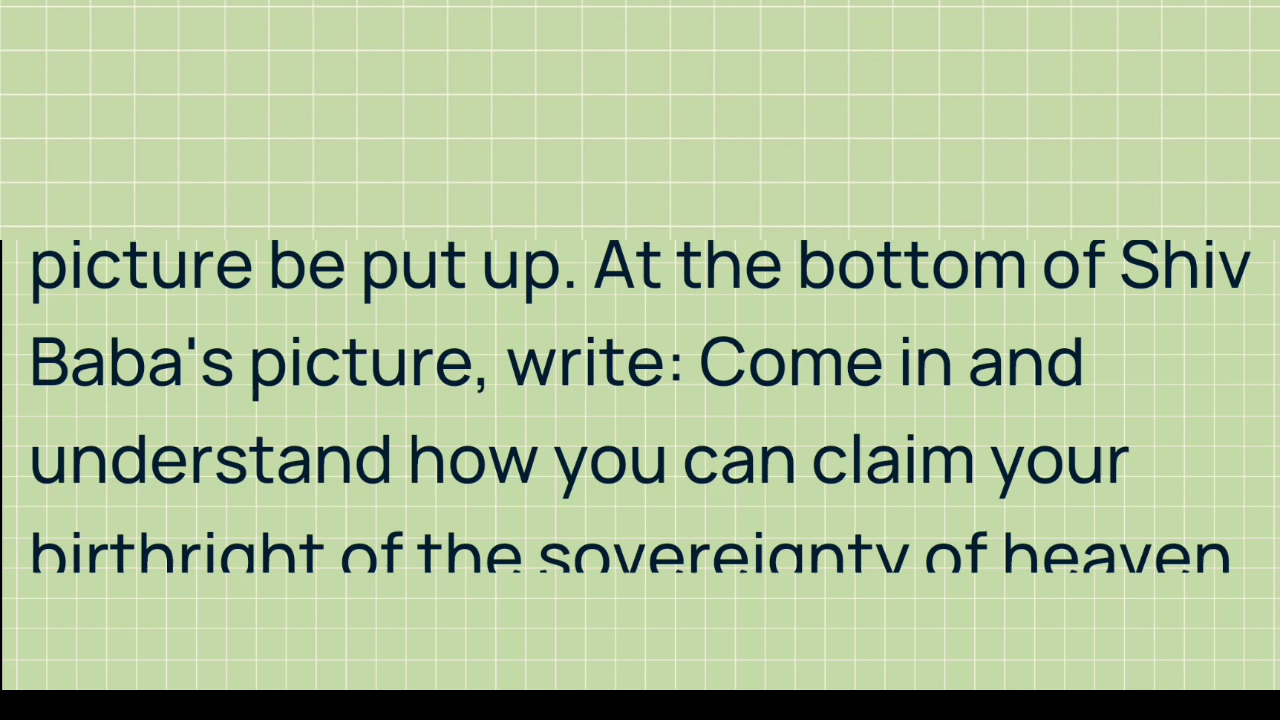 picture be put up. At the bottom of Shiv
Baba's picture, write: Come in and
understand how you can claim your
birthright of the sovereignty of heaven